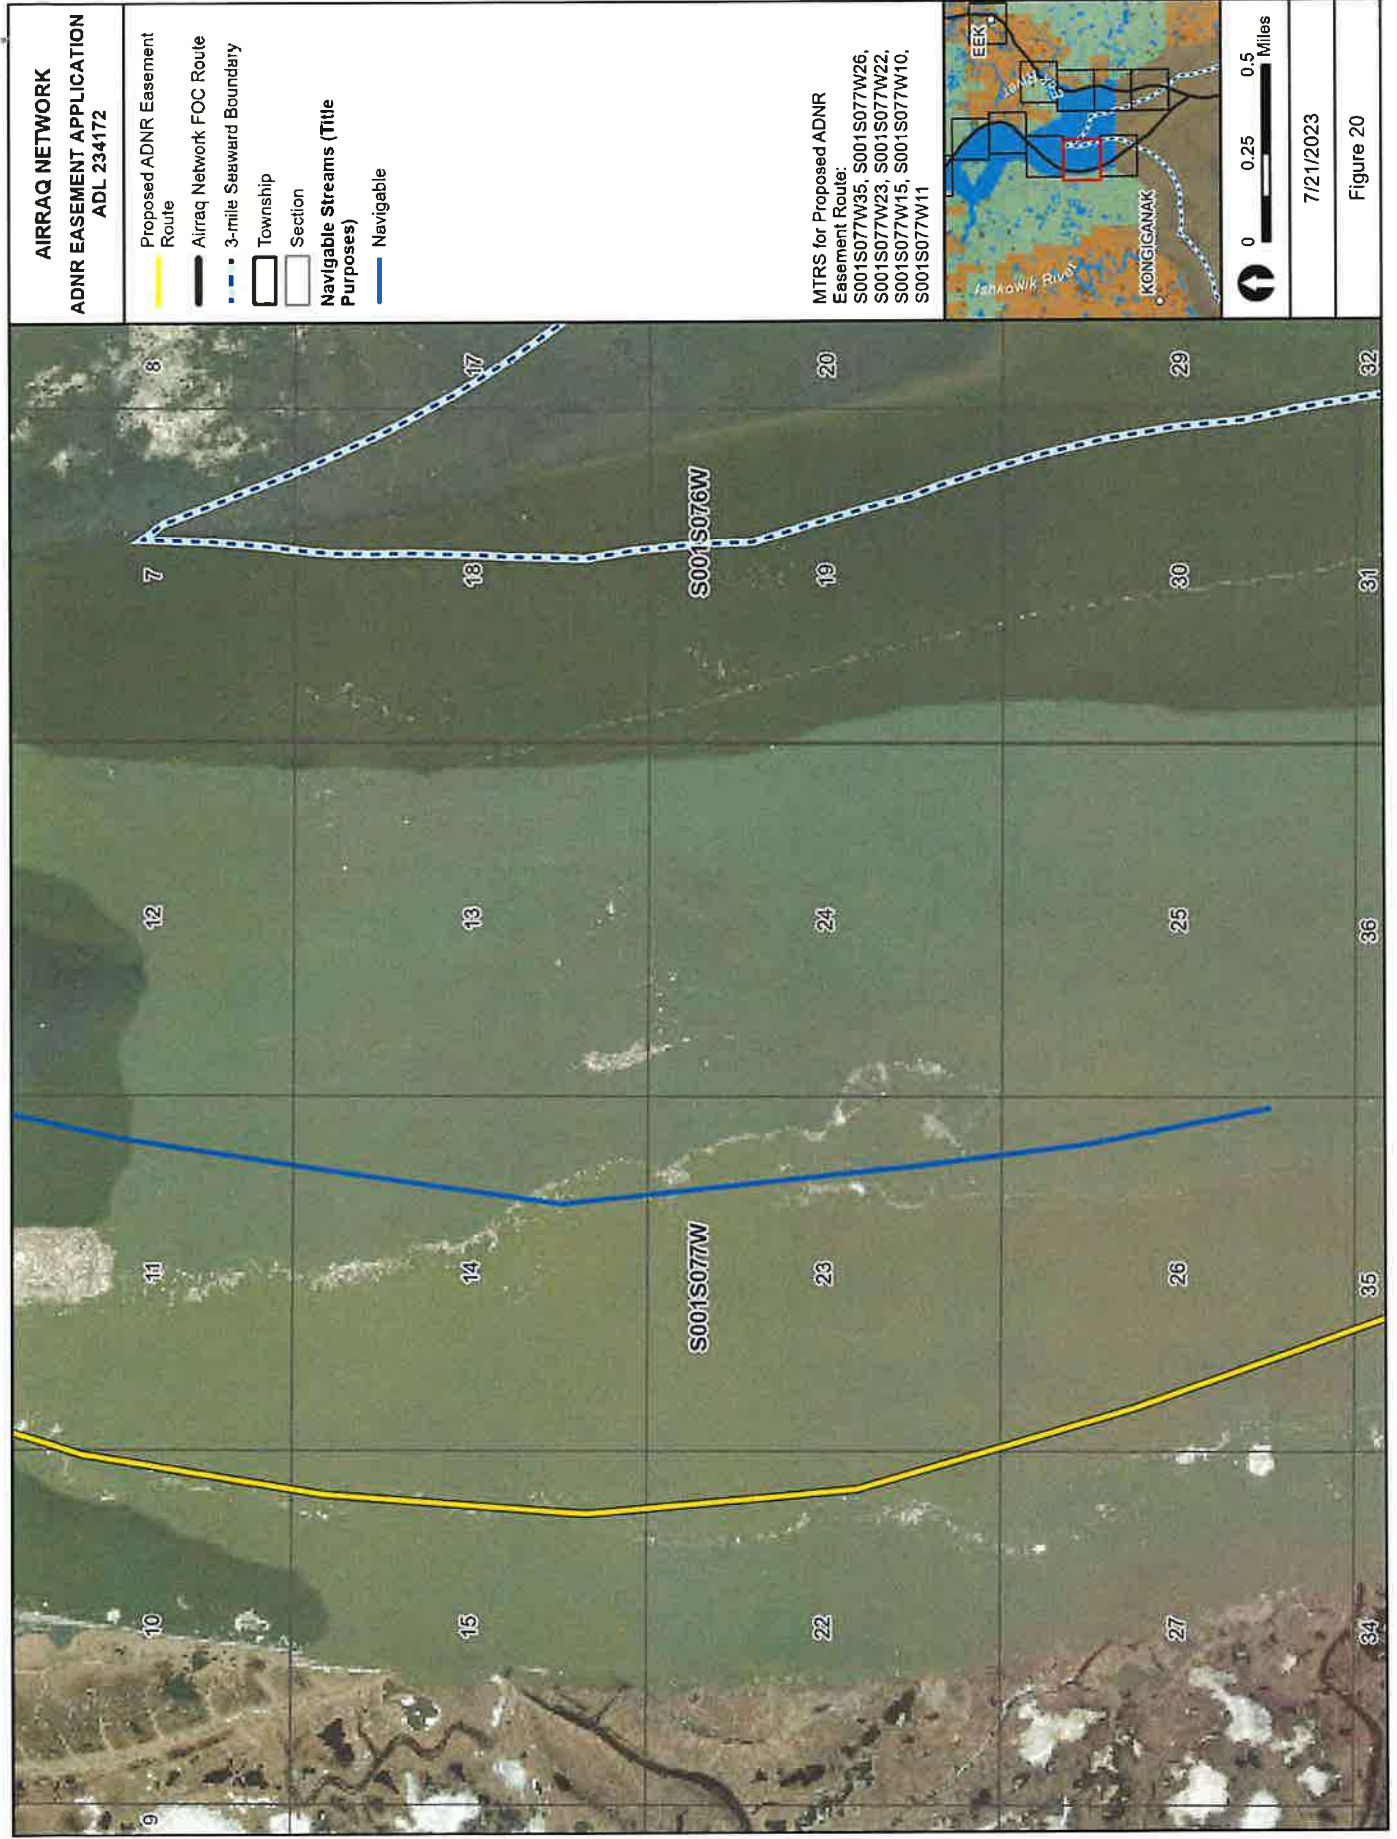 AIRRAQ NETWORK
ADNR EASEMENT APPLICATION
ADL 234172
Proposed ADNR Easement
Route
Airraq Network FOC Route
3-mile Seaward Boundary
Township
Section
Navigable Streams (Title
Purposes)
Navigable
MTRS for Proposed ADNR
Easement Route:
S001S077W35, S001S077W26,
S001S077W23, S001S077W22,
S001S077W15, S001S077W10,
S001S077W11
EEK
Eek River
Ishkowik River
KONGIGANAK
0 0.25 0.5
Miles
7/21/2023
Figure 20
9 10 11 12 7 8
15 14 13 18 17
S001S077W S001S076W
22 23 24 19 20
27 26 25 30 29
34 35 36 31 32